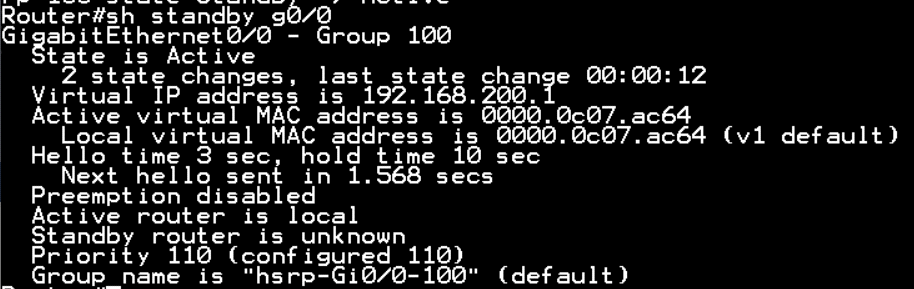 Router#sh standby g0/0
GigabitEthernet0/0 - Group 100
State is Active
2 state changes, last state change 00:00:12
Virtual IP address is 192.168.200.1
Active virtual MAC address is 0000.0c07.ac64
Local virtual MAC address is 0000.0c07.ac64 (v1 default)
Hello time 3 sec, hold time 10 sec
Next hello sent in 1.568 secs
Preemption disabled
Active router is local
Standby router is unknown
Priority 110 (configured 110)
Group name is "hsrp-Gi0/0-100" (default)